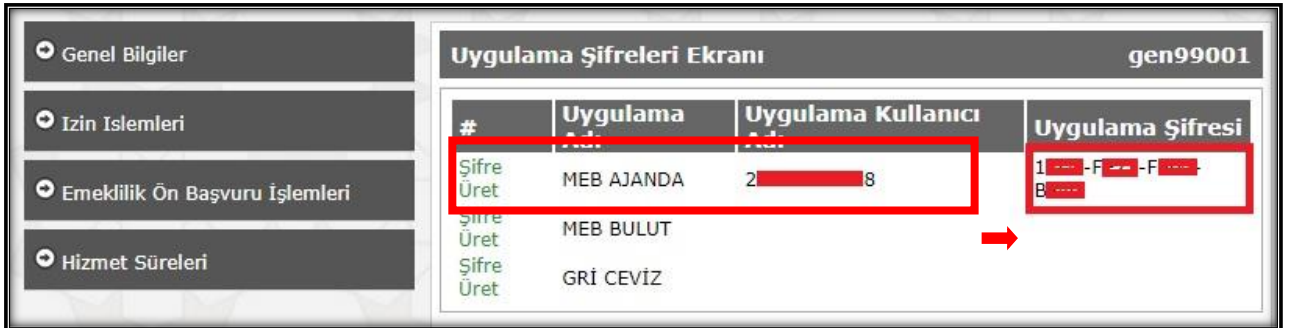 Genel Bilgiler
Izin Islemleri
Emeklilik Ön Başvuru İşlemleri
Hizmet Süreleri
Uygulama Şifreleri Ekranı gen99001
# Uygulama Adı Uygulama Kullanıcı Adı Uygulama Şifresi
Şifre Üret MEB AJANDA 2 8 1 -F -F -
B
Şifre Üret MEB BULUT
Şifre Üret GRİ CEVİZ